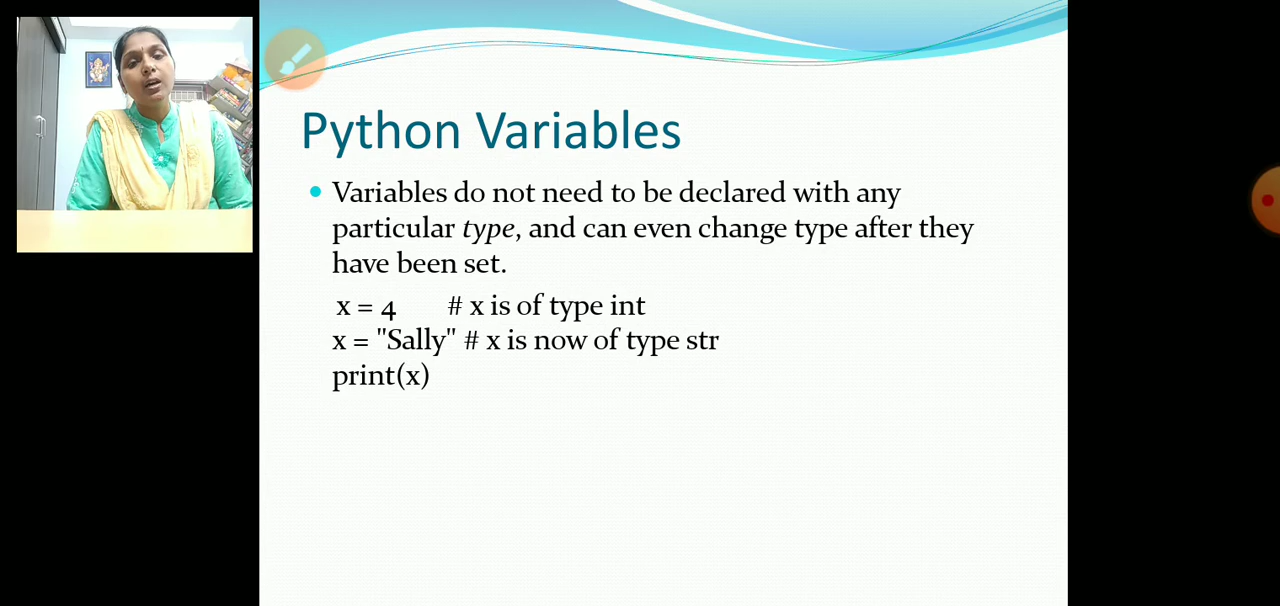 Python Variables
Variables do not need to be declared with any
particular type, and can even change type after they
have been set.
x = 4 # x is of type int
x = "Sally" # x is now of type str
print(x)